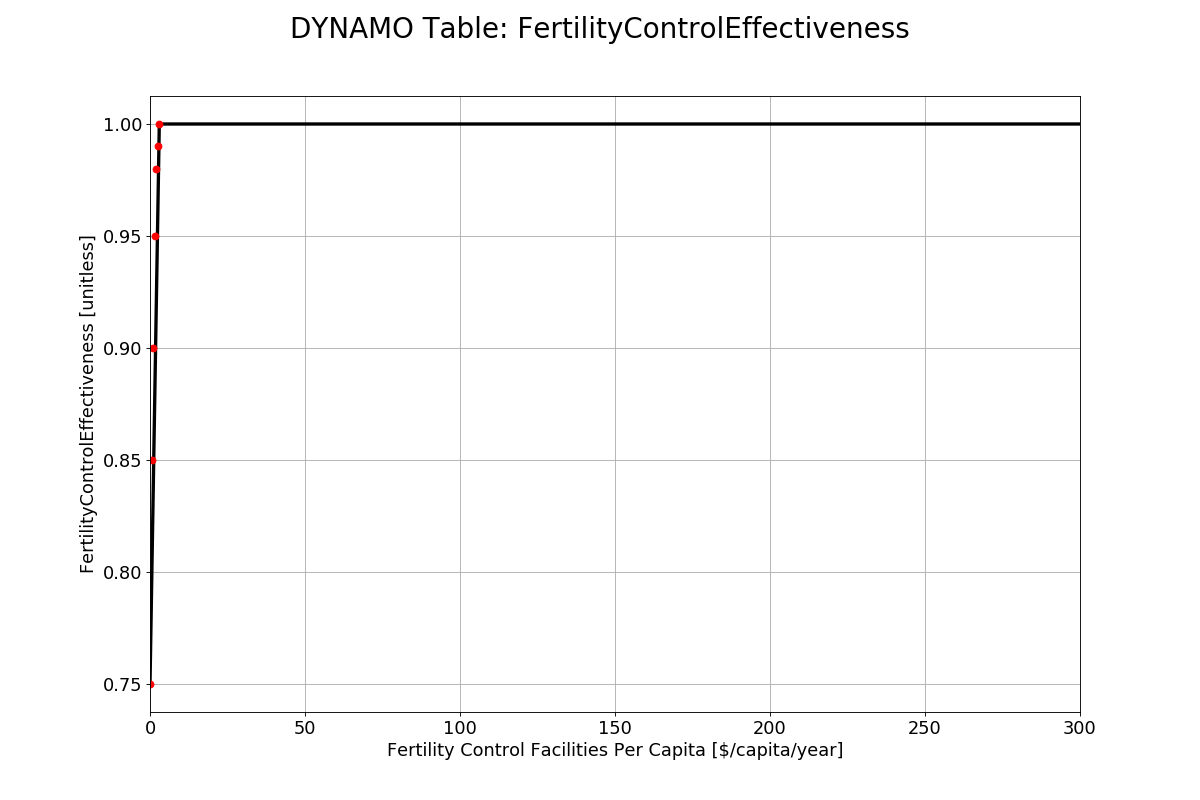 DYNAMO Table: FertilityControlEffectiveness
FertilityControlEffectiveness [unitless]
1.00
0.95
0.90
0.85
0.80
0.75
0 50 100 150 200 250 300
Fertility Control Facilities Per Capita [$/capita/year]